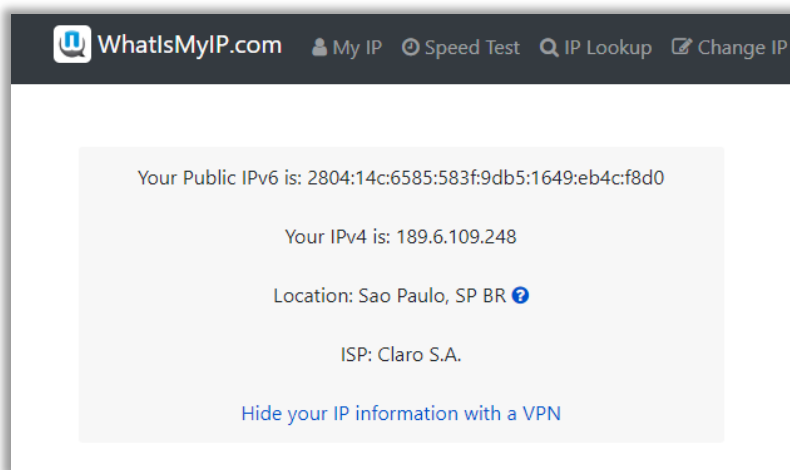 WhatIsMyIP.com My IP Speed Test IP Lookup Change IP
Your Public IPv6 is: 2804:14c:6585:583f:9db5:1649:eb4c:f8d0
Your IPv4 is: 189.6.109.248
Location: Sao Paulo, SP BR
ISP: Claro S.A.
Hide your IP information with a VPN